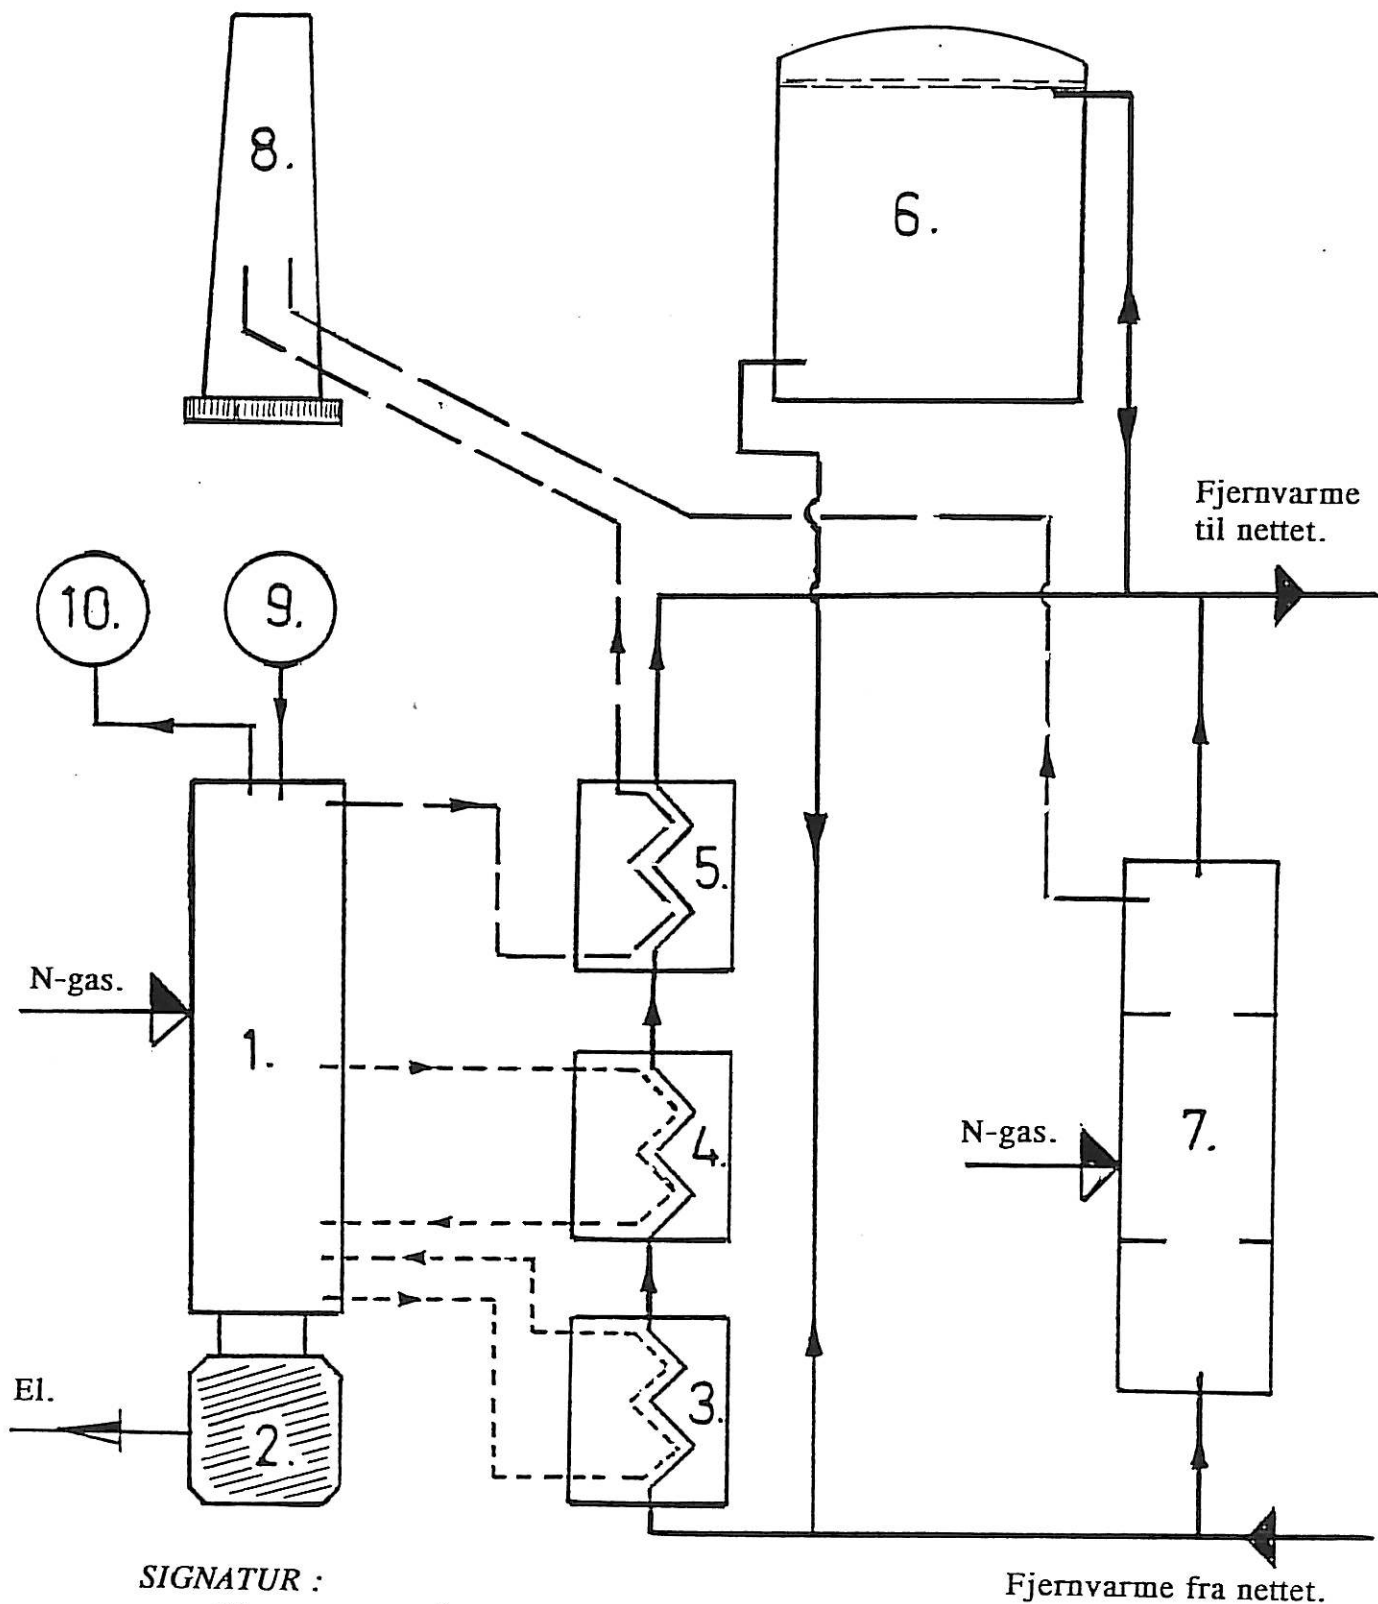 8.
6.
Fjernvarme
til nettet.
10.
9.
5.
N-gas.
1.
4.
N-gas.
7.
3.
El.
2.
SIGNATUR :
Fjernvarme fra nettet.